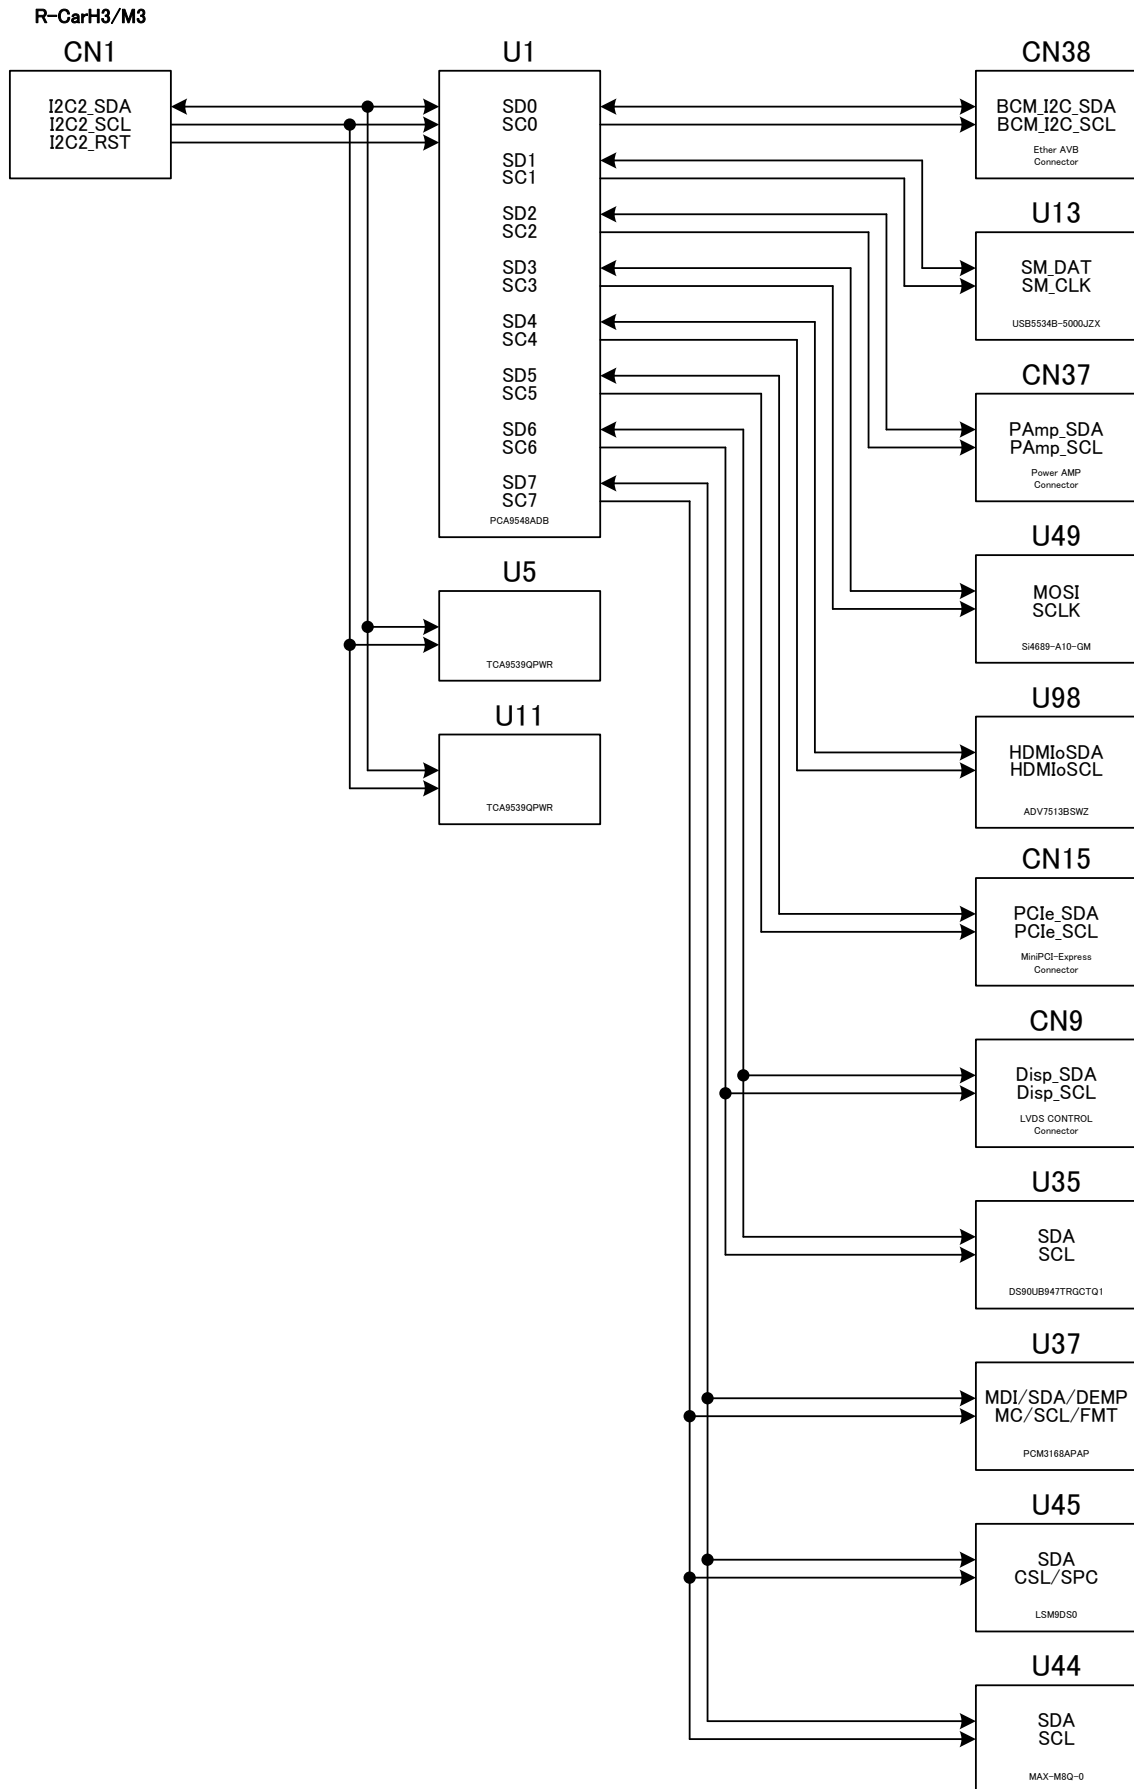 R-CarH3/M3
CN1
I2C2_SDA
I2C2_SCL
I2C2_RST
U1
SD0
SC0
SD1
SC1
SD2
SC2
SD3
SC3
SD4
SC4
SD5
SC5
SD6
SC6
SD7
SC7
PCA9548ADB
U5
TCA9539QPWR
U11
TCA9539QPWR
CN38
BCM_I2C_SDA
BCM_I2C_SCL
Ether AVB
Connector
U13
SM_DAT
SM_CLK
USB5534B-5000JZX
CN37
PAmp_SDA
PAmp_SCL
Power AMP
Connector
U49
MOSI
SCLK
Si4689-A10-GM
U98
HDMIoSDA
HDMIoSCL
ADV7513BSWZ
CN15
PCIe_SDA
PCIe_SCL
MiniPCI-Express
Connector
CN9
Disp_SDA
Disp_SCL
LVDS CONTROL
Connector
U35
SDA
SCL
DS90UB947TRGCTQ1
U37
MDI/SDA/DEMP
MC/SCL/FMT
PCM3168APAP
U45
SDA
CSL/SPC
LSM9DS0
U44
SDA
SCL
MAX-M8Q-0